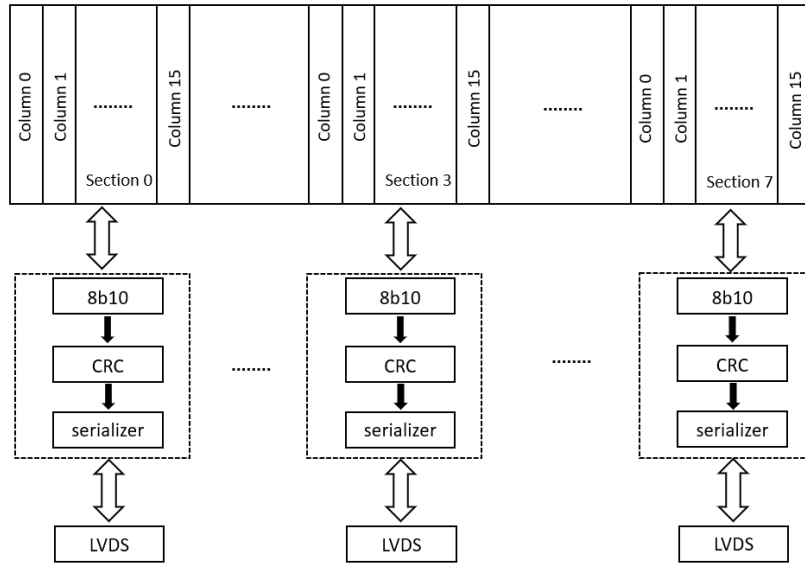 Column 0
Column 1
........
Column 15
........
Column 0
Column 1
........
Column 15
........
Column 0
Column 1
........
Column 15
Section 0
Section 3
Section 7
8b10
8b10
8b10
CRC
........
CRC
........
CRC
serializer
serializer
serializer
LVDS
LVDS
LVDS